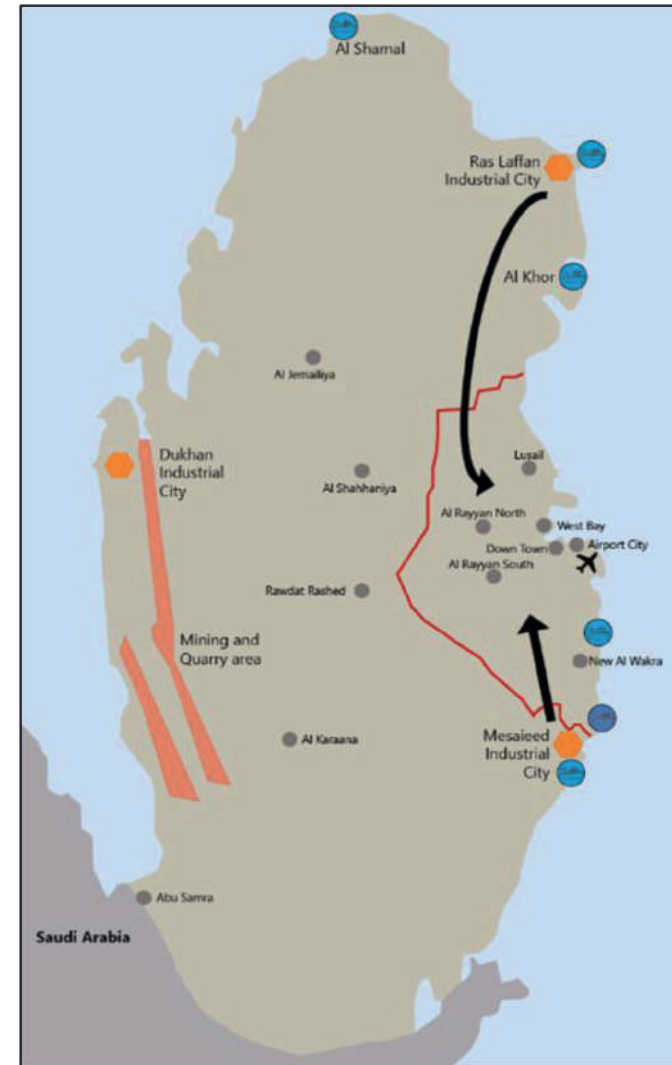 Al Shamal
Ras Laffan
Industrial City
Al Khor
Al Jemailiya
Dukhan
Industrial
City
Al Shahhaniya
Lusail
Al Rayyan North
West Bay
Down Town
Airport City
Al Rayyan South
Rawdat Rashed
Mining and
Quarry area
New Al Wakra
Al Karaana
Mesaieed
Industrial
City
Abu Samra
Saudi Arabia